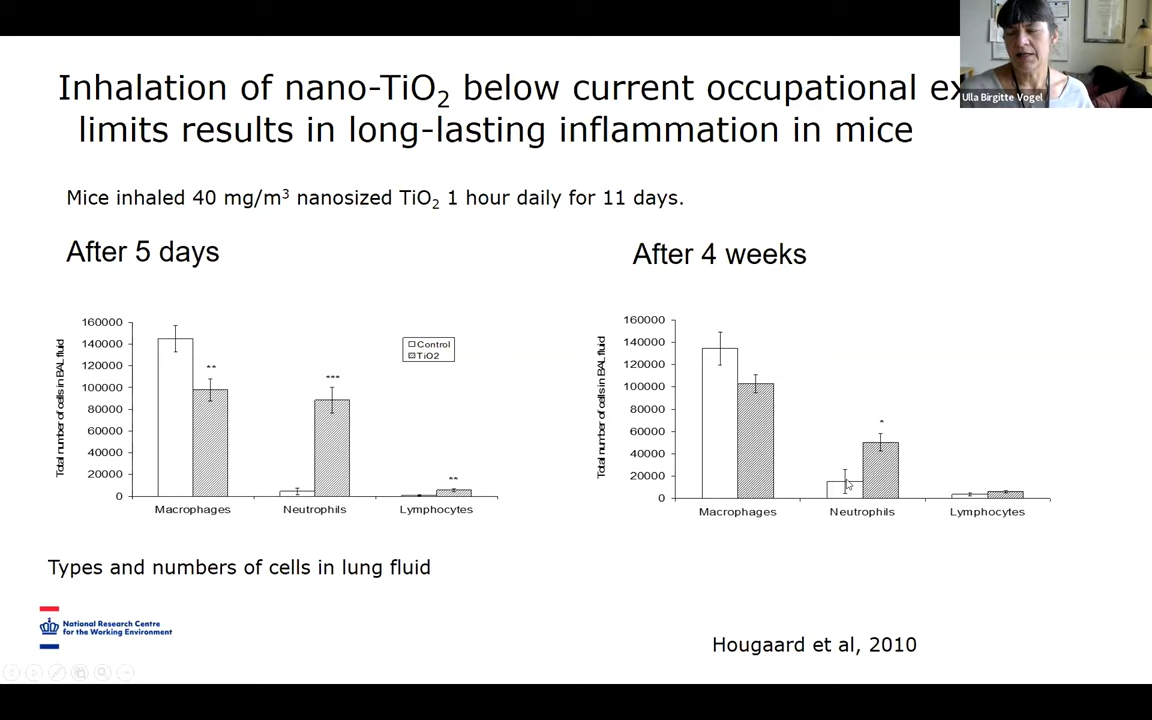 Inhalation of nano-TiO₂ below current occupational ex
limits results in long-lasting inflammation in mice
Ulla Birgitte Vogel
Mice inhaled 40 mg/m³ nanosized TiO₂ 1 hour daily for 11 days.
After 5 days
After 4 weeks
Total number of cells in BAL fluid
160000
140000
120000
100000
80000
60000
40000
20000
0
**
***
**
Control
TiO2
Macrophages Neutrophils Lymphocytes
Total number of cells in BAL fluid
160000
140000
120000
100000
80000
60000
40000
20000
0
*
Macrophages Neutrophils Lymphocytes
Types and numbers of cells in lung fluid
National Research Centre
for the Working Environment
Hougaard et al, 2010